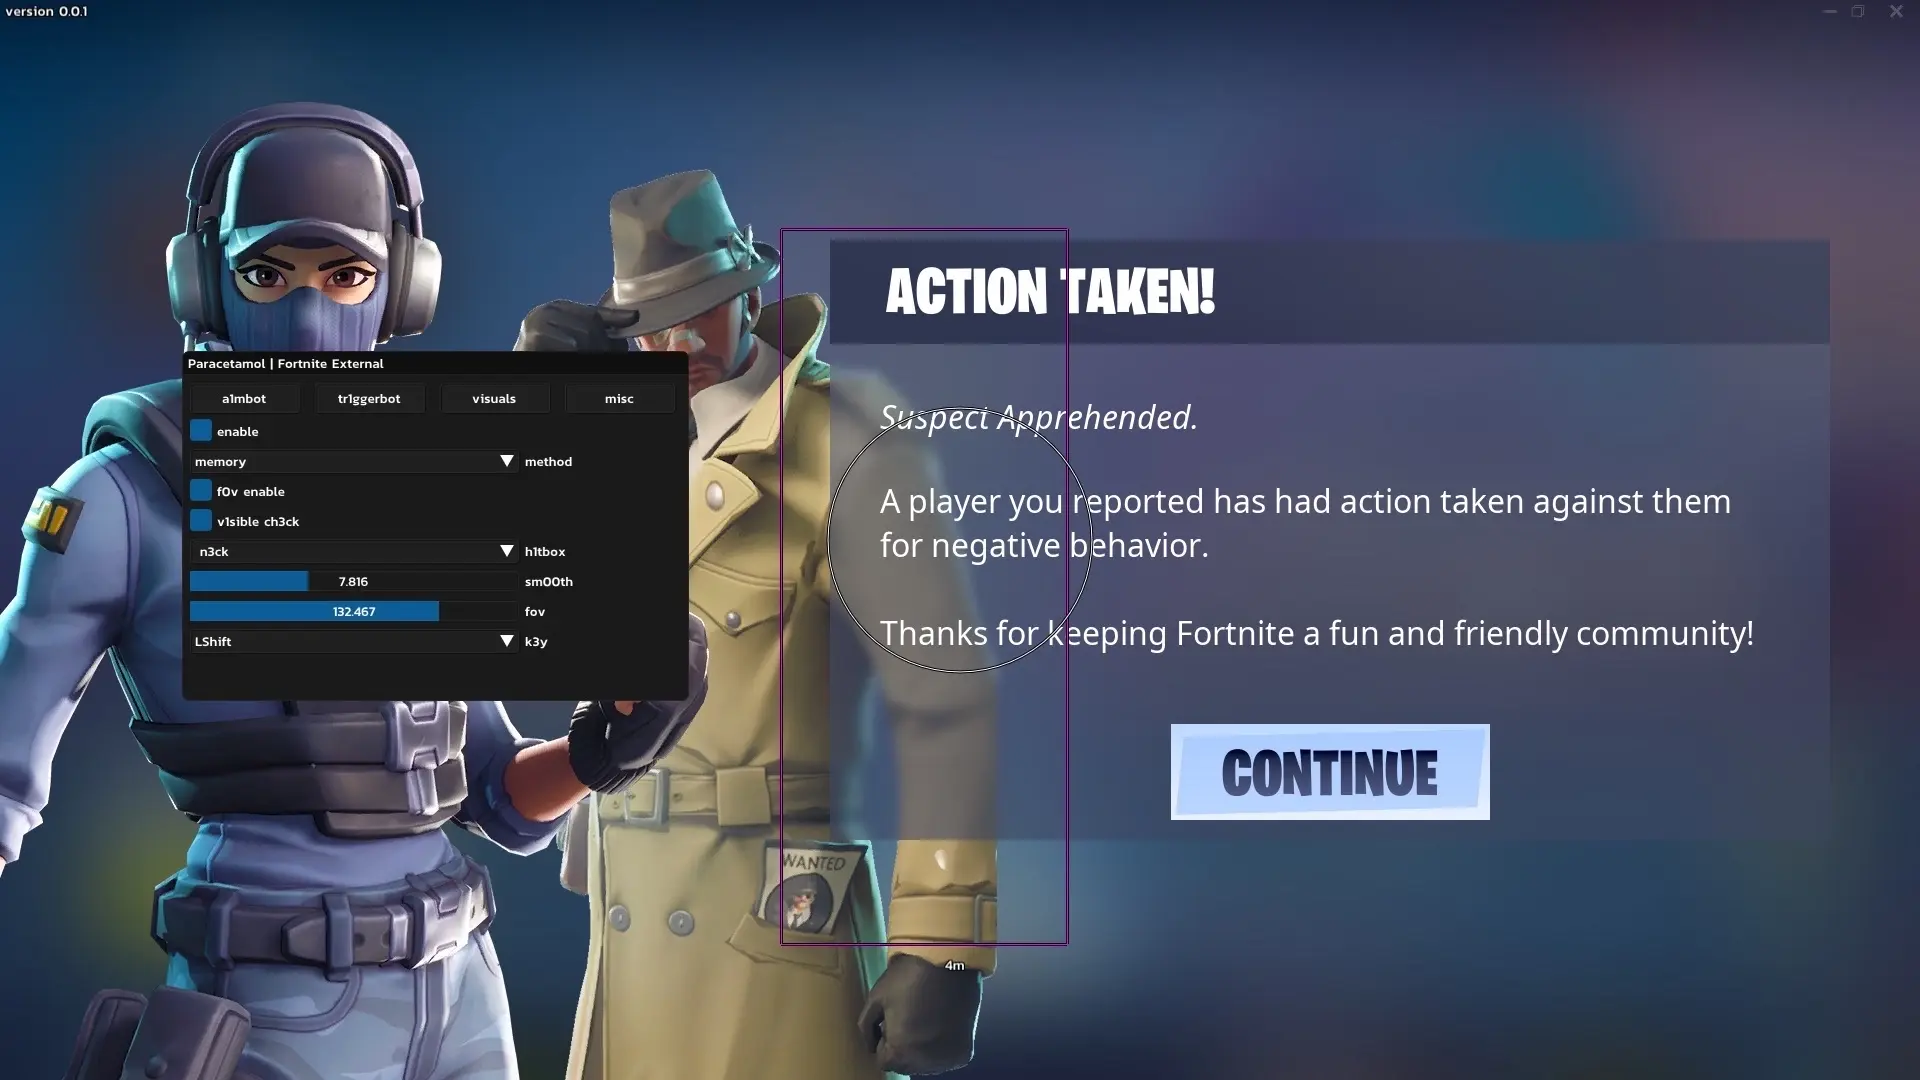 version 0.0.1
ACTION TAKEN!
Suspect Apprehended.
A player you reported has had action taken against them
for negative behavior.
Thanks for keeping Fortnite a fun and friendly community!
CONTINUE
Paracetamol | Fortnite External
a1mbot tr1ggerbot visuals misc
enable
memory method
f0v enable
v1sible ch3ck
n3ck h1tbox
7.816 sm00th
132.467 fov
LShift k3y
WANTED
4m